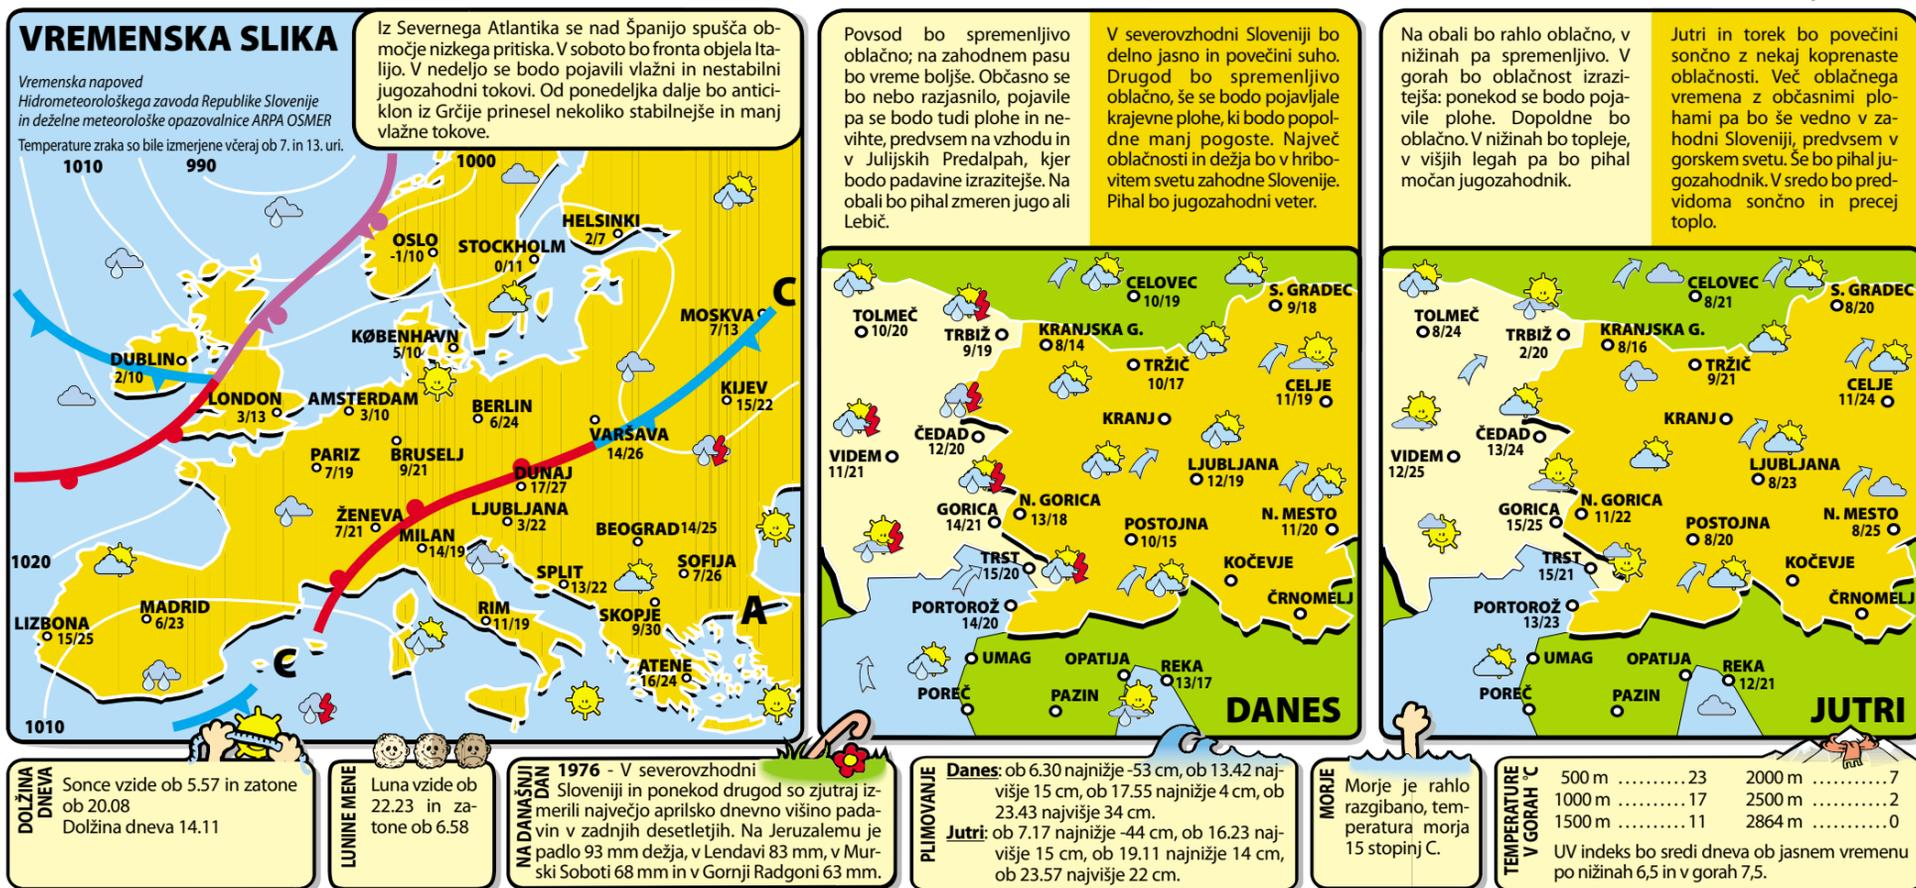 VREMENSKA SLIKA
Vremenska napoved
Hidrometeorološkega zavoda Republike Slovenije
in deželne meteorološke opazovalnice ARPA OSMER
Temperature zraka so bile izmerjene včeraj ob 7. in 13. uri.
Iz Severnega Atlantika se nad Španijo spušča ob-
močje nizkega pritiska. V soboto bo fronta objela Ita-
lijo. V nedeljo se bodo pojavili vlažni in nestabilni
jugozahodni tokovi. Od ponedeljka dalje bo antici-
klon iz Grčije prinesel nekoliko stabilnejše in manj
vlažne tokove.
1010
990
1000
HELSINKI
2/7
OSLO
-1/10
STOCKHOLM
0/11
C
MOSKVA
7/13
KØBENHAVN
5/10
DUBLIN
2/10
LONDON
3/13
AMSTERDAM
3/10
BERLIN
6/24
KIJEV
15/22
VARŠAVA
14/26
PARIZ
7/19
BRUSELJ
9/21
DUNAJ
17/27
ŽENEVA
7/21
LJUBLJANA
3/22
MILAN
14/19
BEOGRAD 14/25
1020
SOFIJA
7/26
SPLIT
13/22
MADRID
6/23
LIZBONA
15/25
RIM
11/19
SKOPJE
9/30
A
C
ATENE
16/24
1010
Povsod bo spremenljivo
oblačno; na zahodnem pasu
bo vreme boljše. Občasno se
bo nebo razjasnilo, pojavile
pa se bodo tudi plohe in ne-
vihte, predvsem na vzhodu in
v Julijskih Predalpah, kjer
bodo padavine izrazitejše. Na
obali bo pihal zmeren jugo ali
Lebič.
V severovzhodni Sloveniji bo
delno jasno in povečini suho.
Drugod bo spremenljivo
oblačno, še se bodo pojavljale
krajevne plohe, ki bodo popol-
dne manj pogoste. Največ
oblačnosti in dežja bo v hribo-
vitem svetu zahodne Slovenije.
Pihal bo jugozahodni veter.
CELOVEC
10/19
S. GRADEC
9/18
TOLMEČ
10/20
TRBIŽ
9/19
KRANJSKA G.
8/14
TRŽIČ
10/17
CELJE
11/19
KRANJ
ČEDAD
12/20
VIDEM
11/21
LJUBLJANA
12/19
GORICA
14/21
N. GORICA
13/18
N. MESTO
11/20
POSTOJNA
10/15
TRST
15/20
KOČEVJE
PORTOROŽ
14/20
ČRNOMELJ
UMAG
OPATIJA
REKA
13/17
POREČ
PAZIN
DANES
Na obali bo rahlo oblačno, v
nižinah pa spremenljivo. V
gorah bo oblačnost izrazi-
tejša: ponekod se bodo poja-
vile plohe. Dopoldne bo
oblačno. V nižinah bo topleje,
v višjih legah pa bo pihal
močan jugozahodnik.
Jutri in torek bo povečini
sončno z nekaj koprenaste
oblačnosti. Več oblačnega
vremena z občasnimi plo-
hami pa bo še vedno v za-
hodni Sloveniji, predvsem v
gorskem svetu. Še bo pihal ju-
gozahodnik. V sredo bo pred-
vidoma sončno in precej
toplo.
CELOVEC
8/21
S. GRADEC
8/20
TOLMEČ
8/24
TRBIŽ
2/20
KRANJSKA G.
8/16
TRŽIČ
9/21
CELJE
11/24
KRANJ
ČEDAD
13/24
VIDEM
12/25
LJUBLJANA
8/23
GORICA
15/25
N. GORICA
11/22
N. MESTO
8/25
POSTOJNA
8/20
TRST
15/21
KOČEVJE
PORTOROŽ
13/23
ČRNOMELJ
UMAG
OPATIJA
REKA
12/21
POREČ
PAZIN
JUTRI
DOLŽINA
DNEVA
Sonce vzide ob 5.57 in zatone
ob 20.08
Dolžina dneva 14.11
LUNINE MENE
Luna vzide ob
22.23 in za-
tone ob 6.58
NA DANAŠNJI
DAN
1976 - V severovzhodni
Sloveniji in ponekod drugod so zjutraj iz-
merili največjo aprilsko dnevno višino pada-
vin v zadnjih desetletjih. Na Jeruzalemu je
padlo 93 mm dežja, v Lendavi 83 mm, v Mur-
ski Soboti 68 mm in v Gornji Radgoni 63 mm.
PLIMOVANJE
Danes: ob 6.30 najnižje -53 cm, ob 13.42 naj-
višje 15 cm, ob 17.55 najnižje 4 cm, ob
23.43 najvišje 34 cm.
Jutri: ob 7.17 najnižje -44 cm, ob 16.23 naj-
višje 15 cm, ob 19.11 najnižje 14 cm,
ob 23.57 najvišje 22 cm.
MORJE
Morje je rahlo
razgibano, tem-
peratura morja
15 stopinj C.
TEMPERATURE
V GORAH °C
500 m ..........23
1000 m ..........17
1500 m ..........11
2000 m ..........7
2500 m ..........2
2864 m ..........0
UV indeks bo sredi dneva ob jasnem vremenu
po nižinah 6,5 in v gorah 7,5.